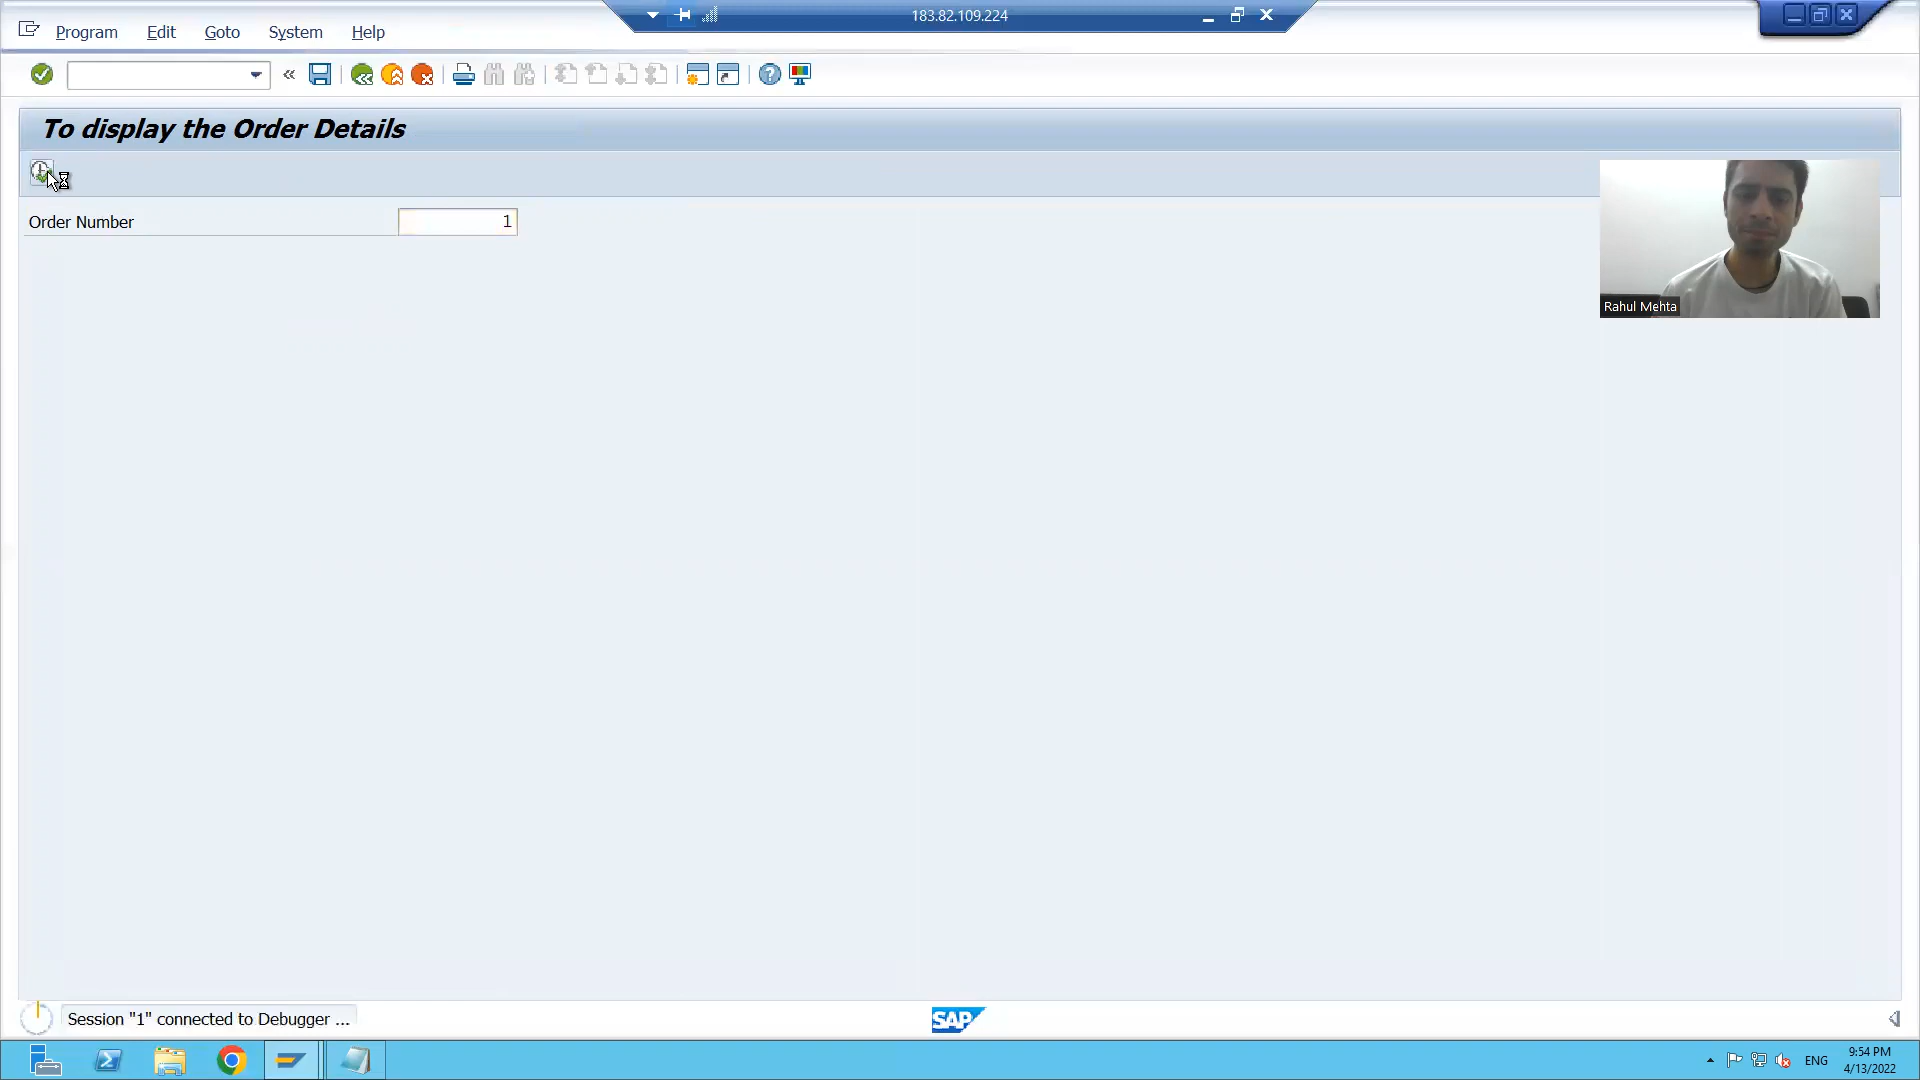 183.82.109.224
Program Edit Goto System Help
To display the Order Details
Order Number 1
Rahul Mehta
Session "1" connected to Debugger ...
SAP
ENG
9:54 PM
4/13/2022